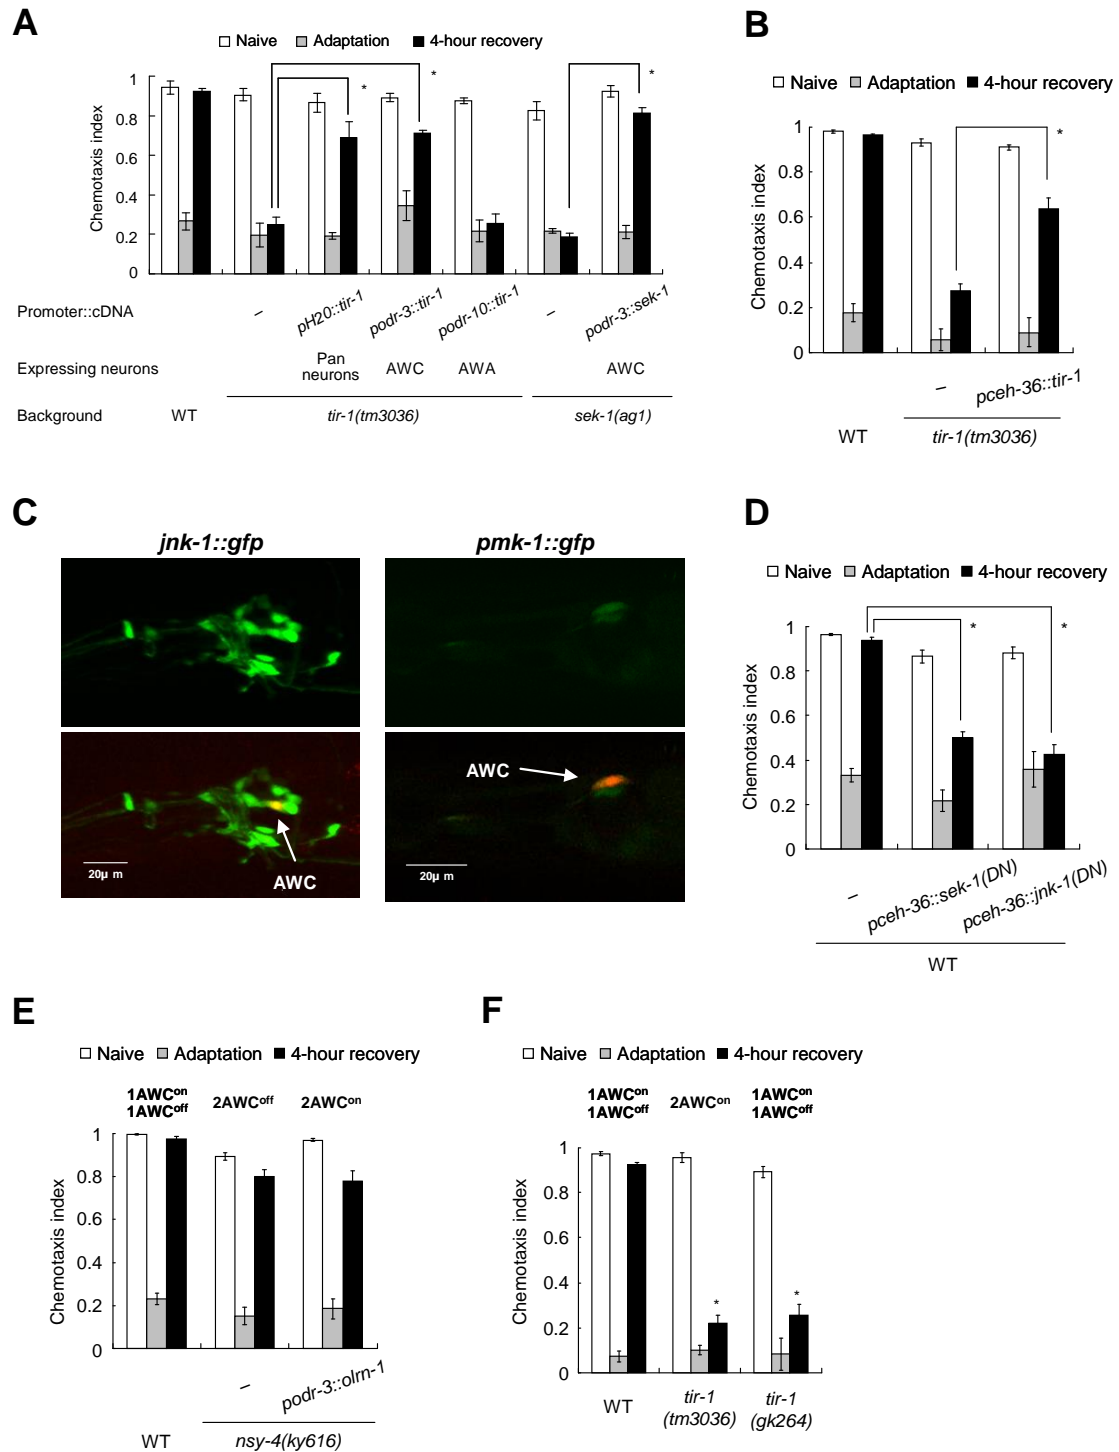 A
Naive Adaptation 4-hour recovery
* * *
1
0.8
0.6
0.4
0.2
0
Chemotaxis index
Promoter::cDNA – pH20::tir-1 podr-3::tir-1 podr-10::tir-1 – podr-3::sek-1
Expressing neurons Pan neurons AWC AWA AWC
Background WT tir-1(tm3036) sek-1(ag1)
B
Naive Adaptation 4-hour recovery
*
1
0.8
0.6
0.4
0.2
0
Chemotaxis index
– pceh-36::tir-1
WT tir-1(tm3036)
C
jnk-1::gfp pmk-1::gfp
AWC
20μ m
AWC
20μ m
D
Naive Adaptation 4-hour recovery
* *
1
0.8
0.6
0.4
0.2
0
Chemotaxis index
– pceh-36::sek-1(DN) pceh-36::jnk-1(DN)
WT
E
Naive Adaptation 4-hour recovery
1AWCon 2AWCoff 2AWCon
1AWCoff
1
0.8
0.6
0.4
0.2
0
Chemotaxis index
– podr-3::olrn-1
WT nsy-4(ky616)
F
Naive Adaptation 4-hour recovery
1AWCon 2AWCon 1AWCon
1AWCoff 1AWCoff
1
0.8
0.6
0.4
0.2
0
Chemotaxis index
* *
WT tir-1 tir-1
(tm3036) (gk264)